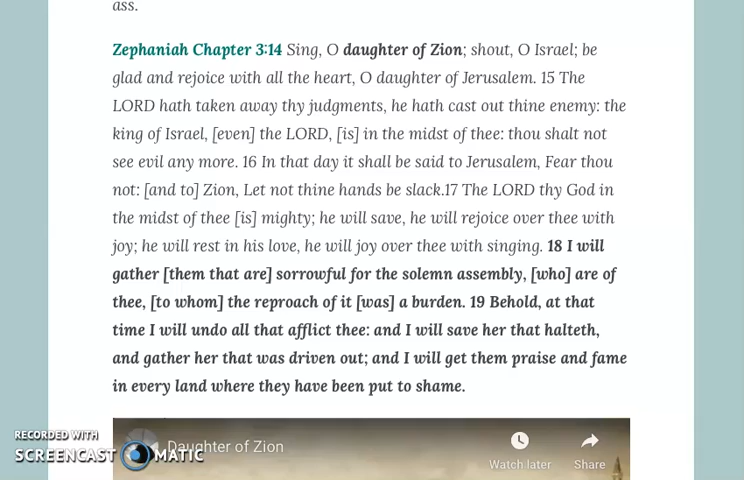 ass.
Zephaniah Chapter 3:14 Sing, O daughter of Zion; shout, O Israel; be
glad and rejoice with all the heart, O daughter of Jerusalem. 15 The
LORD hath taken away thy judgments, he hath cast out thine enemy: the
king of Israel, [even] the LORD, [is] in the midst of thee: thou shalt not
see evil any more. 16 In that day it shall be said to Jerusalem, Fear thou
not: [and to] Zion, Let not thine hands be slack.17 The LORD thy God in
the midst of thee [is] mighty; he will save, he will rejoice over thee with
joy; he will rest in his love, he will joy over thee with singing. 18 I will
gather [them that are] sorrowful for the solemn assembly, [who] are of
thee, [to whom] the reproach of it [was] a burden. 19 Behold, at that
time I will undo all that afflict thee: and I will save her that halteth,
and gather her that was driven out; and I will get them praise and fame
in every land where they have been put to shame.
Daughter of Zion
Watch later
Share
RECORDED WITH
SCREENCAST MATIC